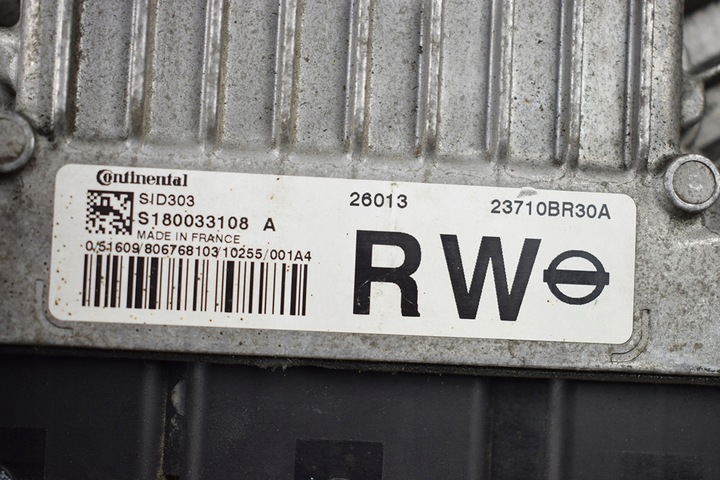 Continental
SID303
S180033108 A
MADE IN FRANCE
0/51609/806768103/10255/001A4
26013
23710BR30A
RW